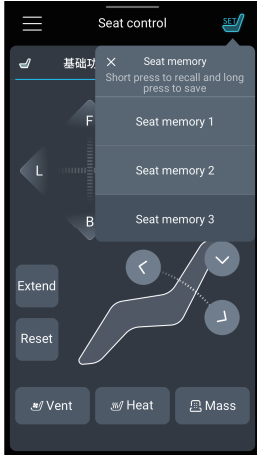 Seat control
SET
基础功
Seat memory
Short press to recall and long
press to save
Seat memory 1
Seat memory 2
Seat memory 3
F
L
B
Extend
Reset
Vent
Heat
Mass